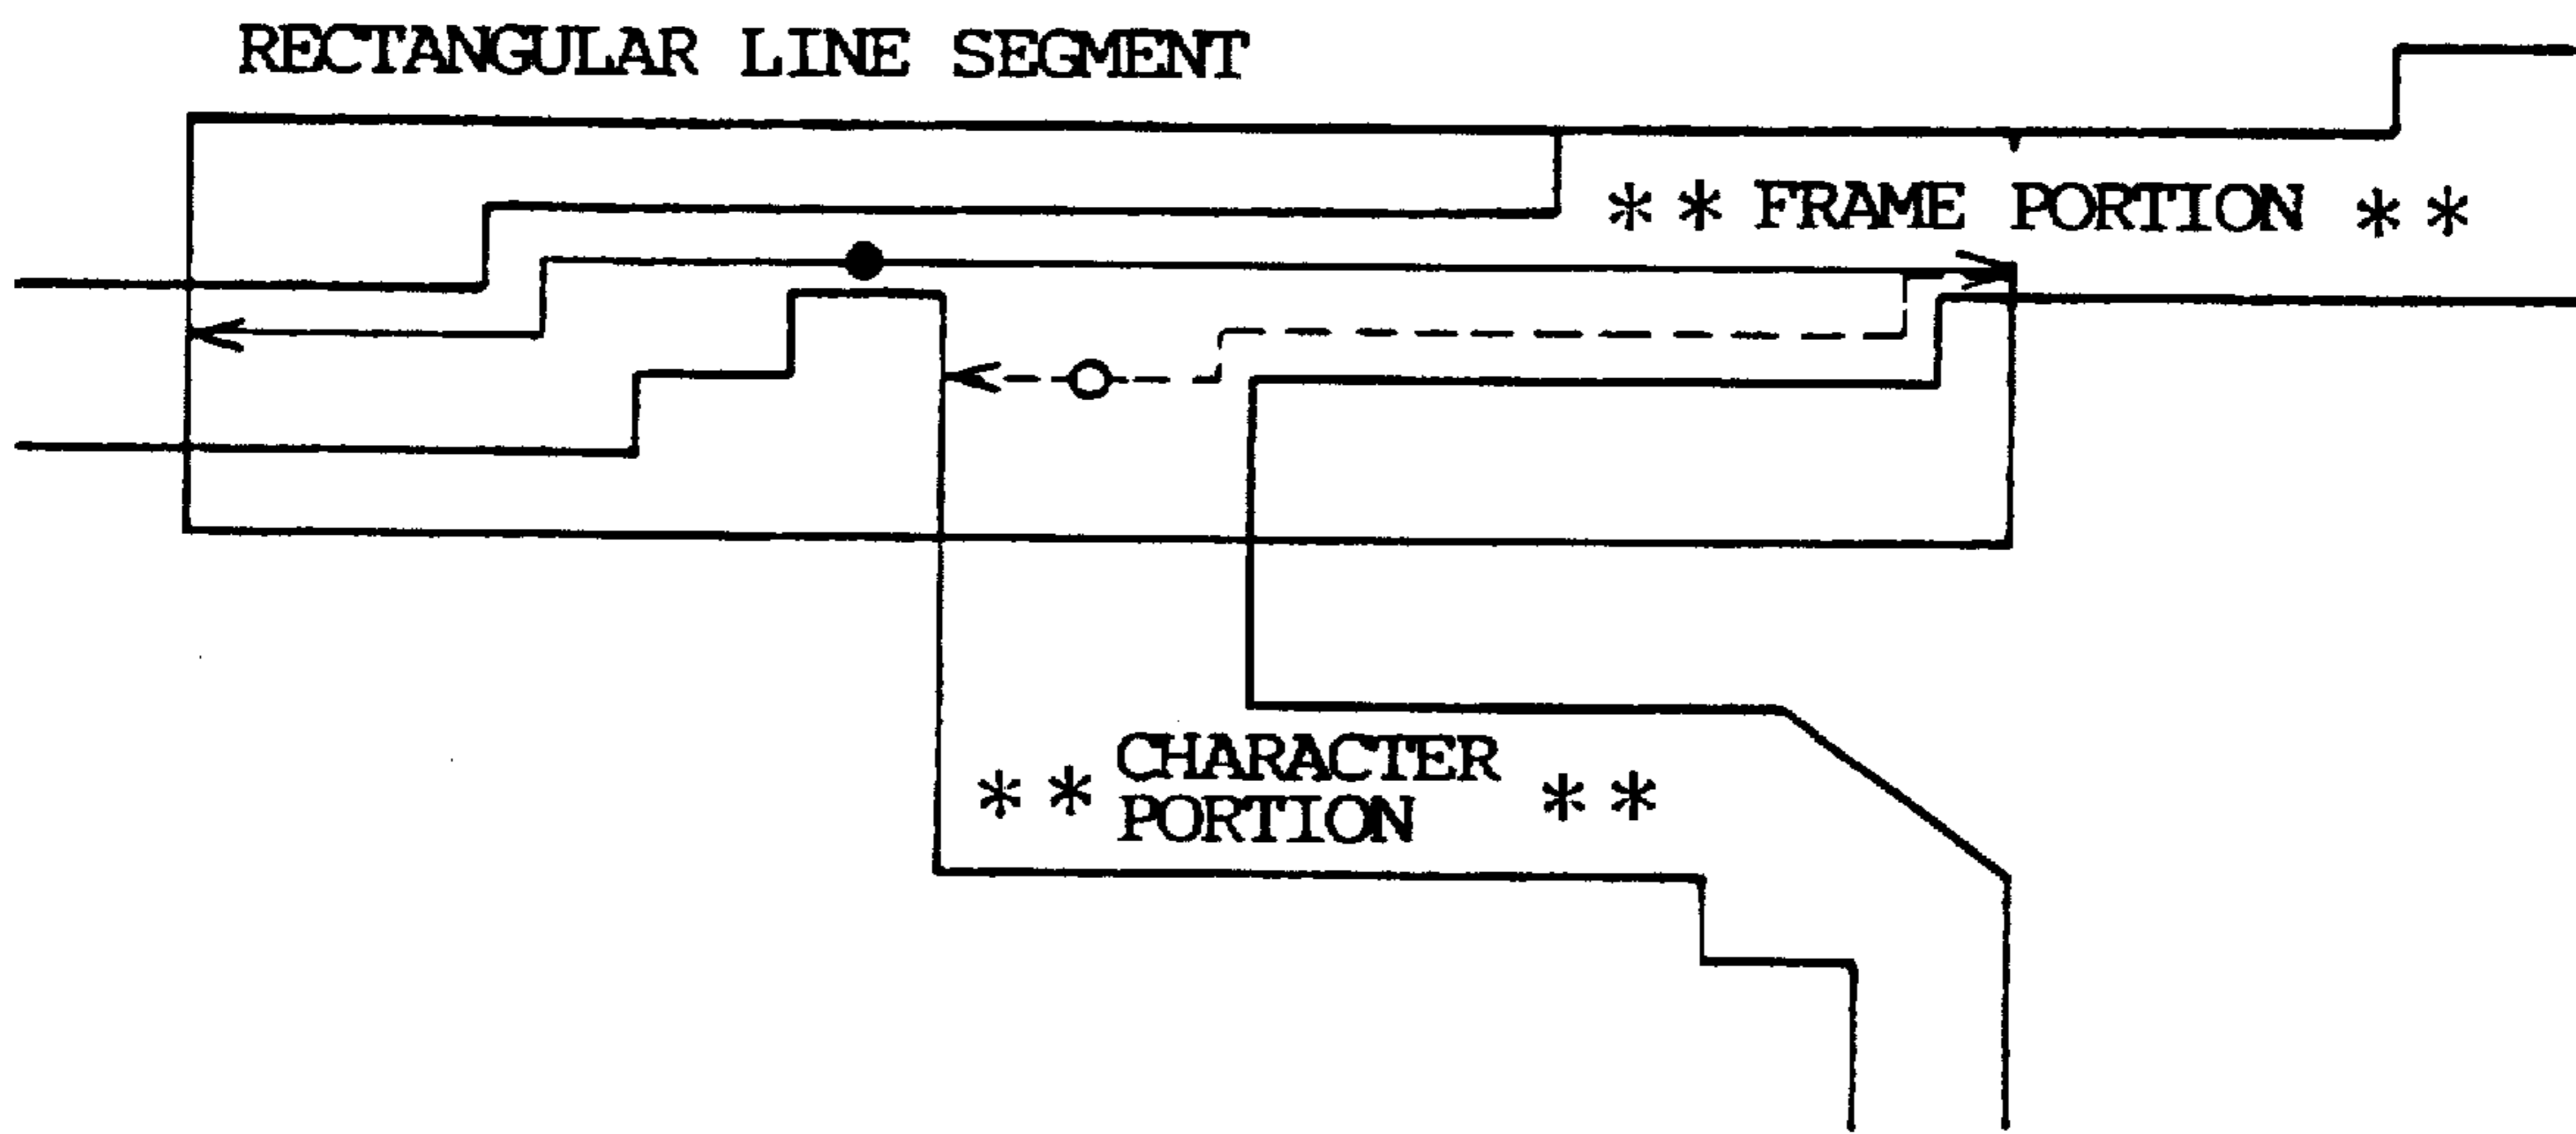 RECTANGULAR LINE SEGMENT
** FRAME PORTION **
** CHARACTER PORTION **